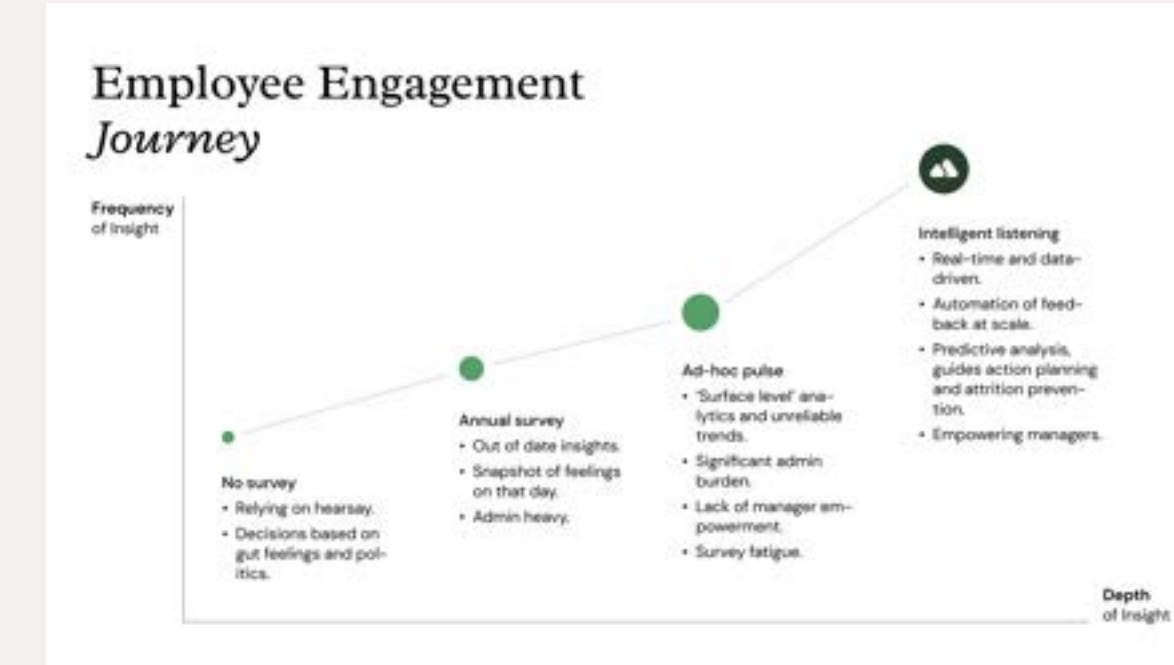 Employee Engagement
Journey
Frequency
of Insight
No survey
• Relying on hearsay.
• Decisions based on
gut feelings and pol-
itics.
Annual survey
• Out of date insights.
• Snapshot of feelings
on that day.
• Admin heavy.
Ad-hoc pulse
• 'Surface level' ana-
lytics and unreliable
trends.
• Significant admin
burden.
• Lack of manager em-
powerment.
• Survey fatigue.
Intelligent listening
• Real-time and data-
driven.
• Automation of feed-
back at scale.
• Predictive analysis,
guides action planning
and attrition preven-
tion.
• Empowering managers.
Depth
of Insight